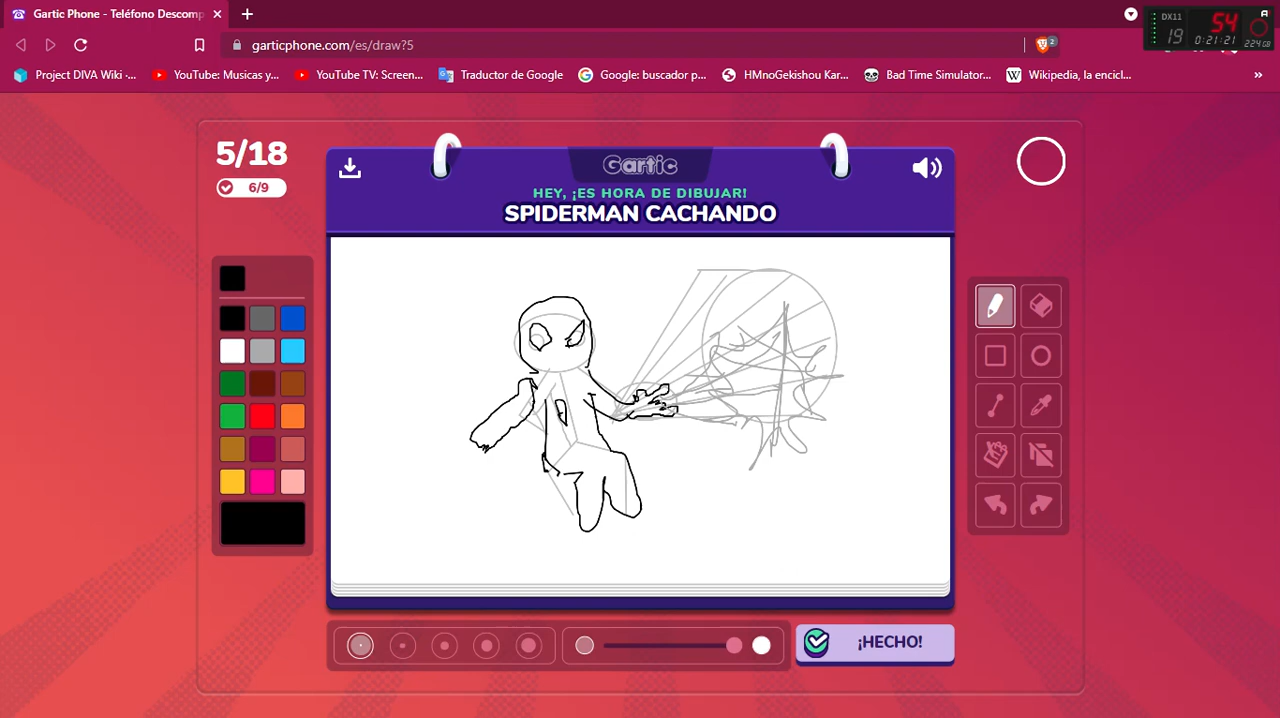 Gartic Phone - Teléfono Descomp
garticphone.com/es/draw?5
2
DX11
19
54
0:21:21
224GB
Project DIVA Wiki -...
YouTube: Musicas y...
YouTube TV: Screen...
Traductor de Google
Google: buscador p...
HMnoGekishou Kar...
Bad Time Simulator...
Wikipedia, la encicl...
»
5/18
6/9
Gartic
HEY, ¡ES HORA DE DIBUJAR!
SPIDERMAN CACHANDO
¡HECHO!